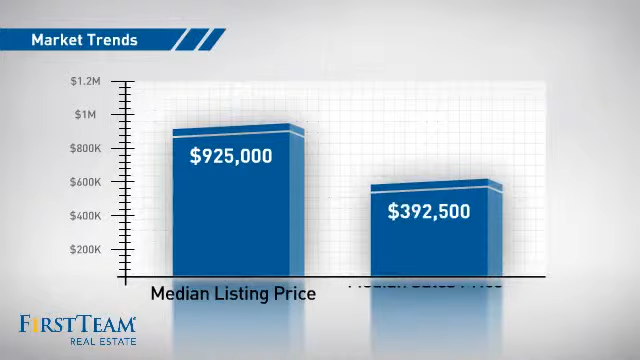 Market Trends
$1.2M
$1M
$800K
$600K
$400K
$200K
$925,000
$392,500
Median Listing Price
FIRSTTEAM®
REAL ESTATE